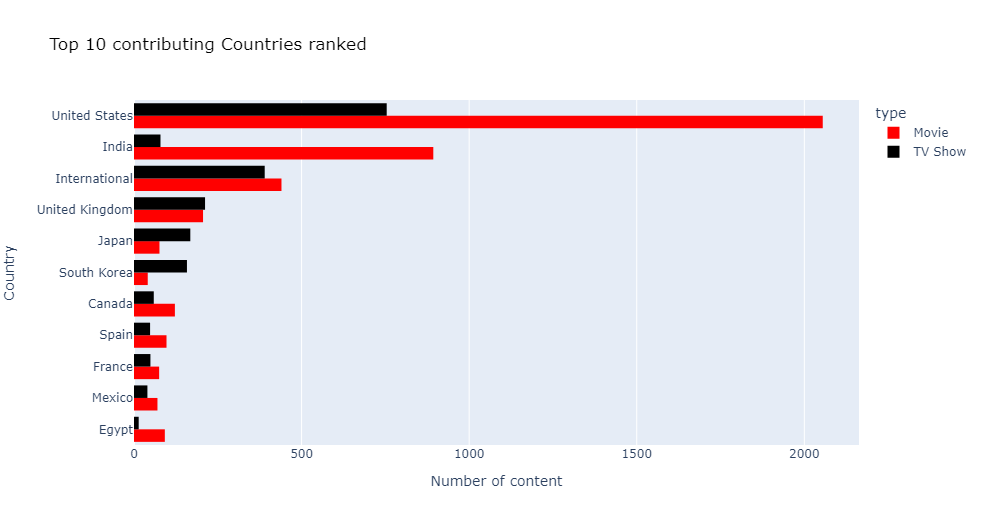 Top 10 contributing Countries ranked
United States
India
International
United Kingdom
Japan
South Korea
Canada
Spain
France
Mexico
Egypt
Country
0 500 1000 1500 2000
Number of content
type
Movie
TV Show